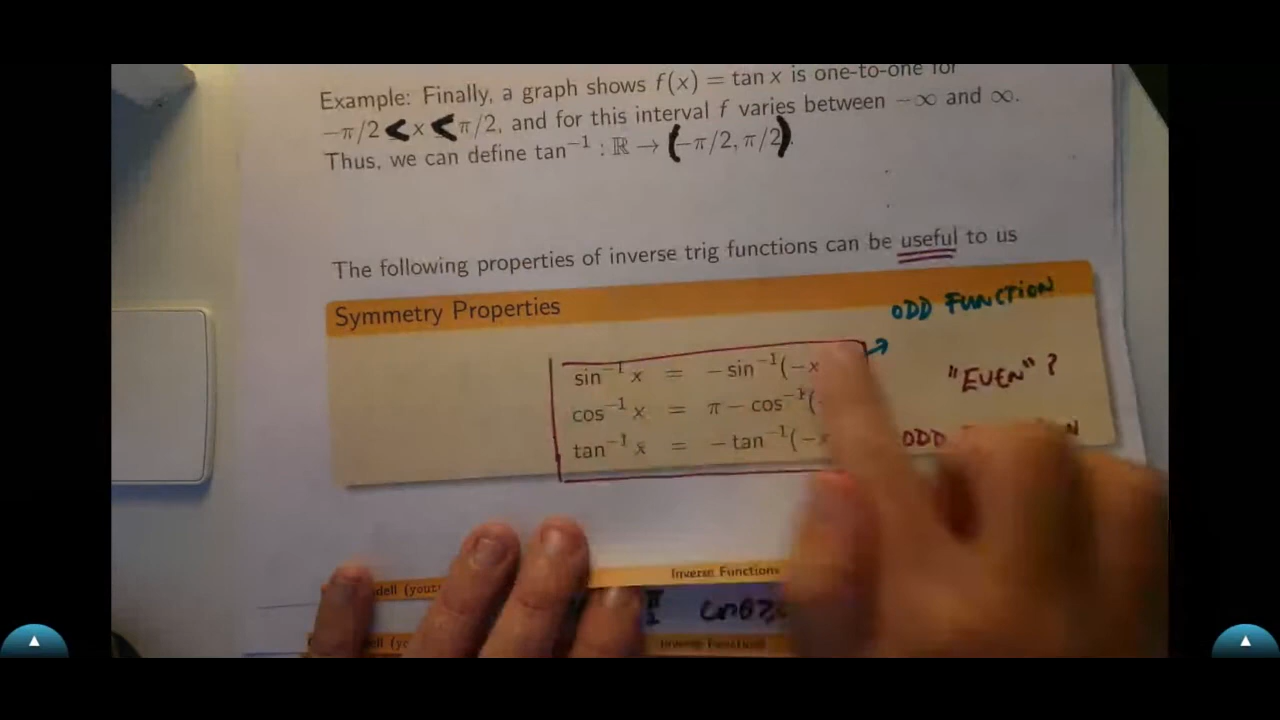 Example: Finally, a graph shows f(x) = tan x is one-to-one for
−π/2 < x < π/2, and for this interval f varies between −∞ and ∞.
Thus, we can define tan⁻¹ : ℝ → (−π/2, π/2).
The following properties of inverse trig functions can be useful to us
Symmetry Properties
ODD FUNCTION
sin⁻¹ x = − sin⁻¹(−x
"EVEN" ?
cos⁻¹ x = π − cos⁻¹(
tan⁻¹ x = − tan⁻¹(−x
ODD
Inverse Functions
Inverse Functions